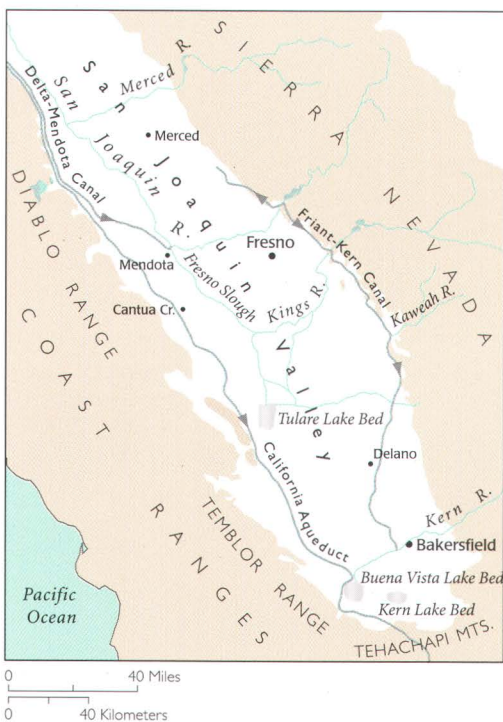 SIERRA NEVADA
Merced R.
San Joaquin R.
San Joaquin Valley
Delta-Mendota Canal
Merced
DIABLO RANGE
COAST RANGES
Mendota
Fresno
Friant-Kern Canal
Fresno Slough
Kings R.
Kaweah R.
Cantua Cr.
Tulare Lake Bed
Delano
California Aqueduct
TEMBLOR RANGE
Kern R.
Bakersfield
Buena Vista Lake Bed
Kern Lake Bed
TEHACHAPI MTS.
Pacific
Ocean
0 40 Miles
0 40 Kilometers